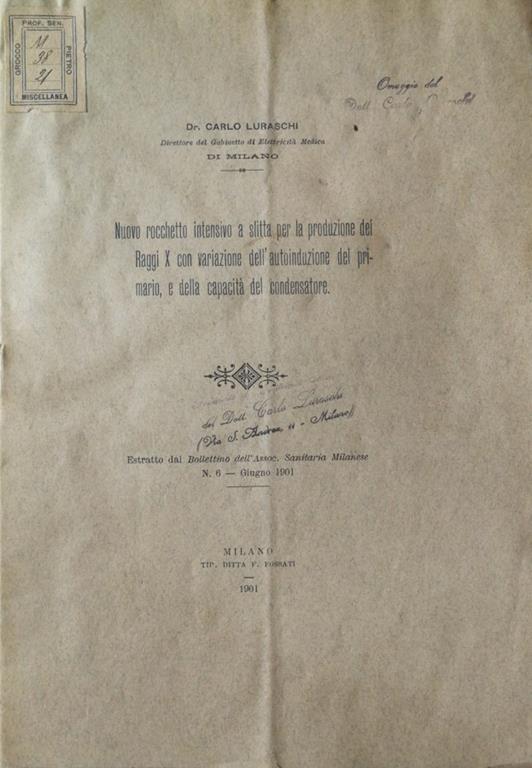 PROF. SEN.
GROCCO
PIETRO
M
38
21
MISCELLANEA
Omaggio del
Dott. Carlo Luraschi
Dr. CARLO LURASCHI
Direttore del Gabinetto di Elettricità Medica
DI MILANO
Nuovo rocchetto intensivo a slitta per la produzione dei
Raggi X con variazione dell'autoinduzione del pri-
mario, e della capacità del condensatore.
del Dott. Carlo Luraschi
(Via S. Andrea, 11 - Milano)
Estratto dal Bollettino dell'Assoc. Sanitaria Milanese
N. 6 — Giugno 1901
MILANO
TIP. DITTA F. FOSSATI
1901